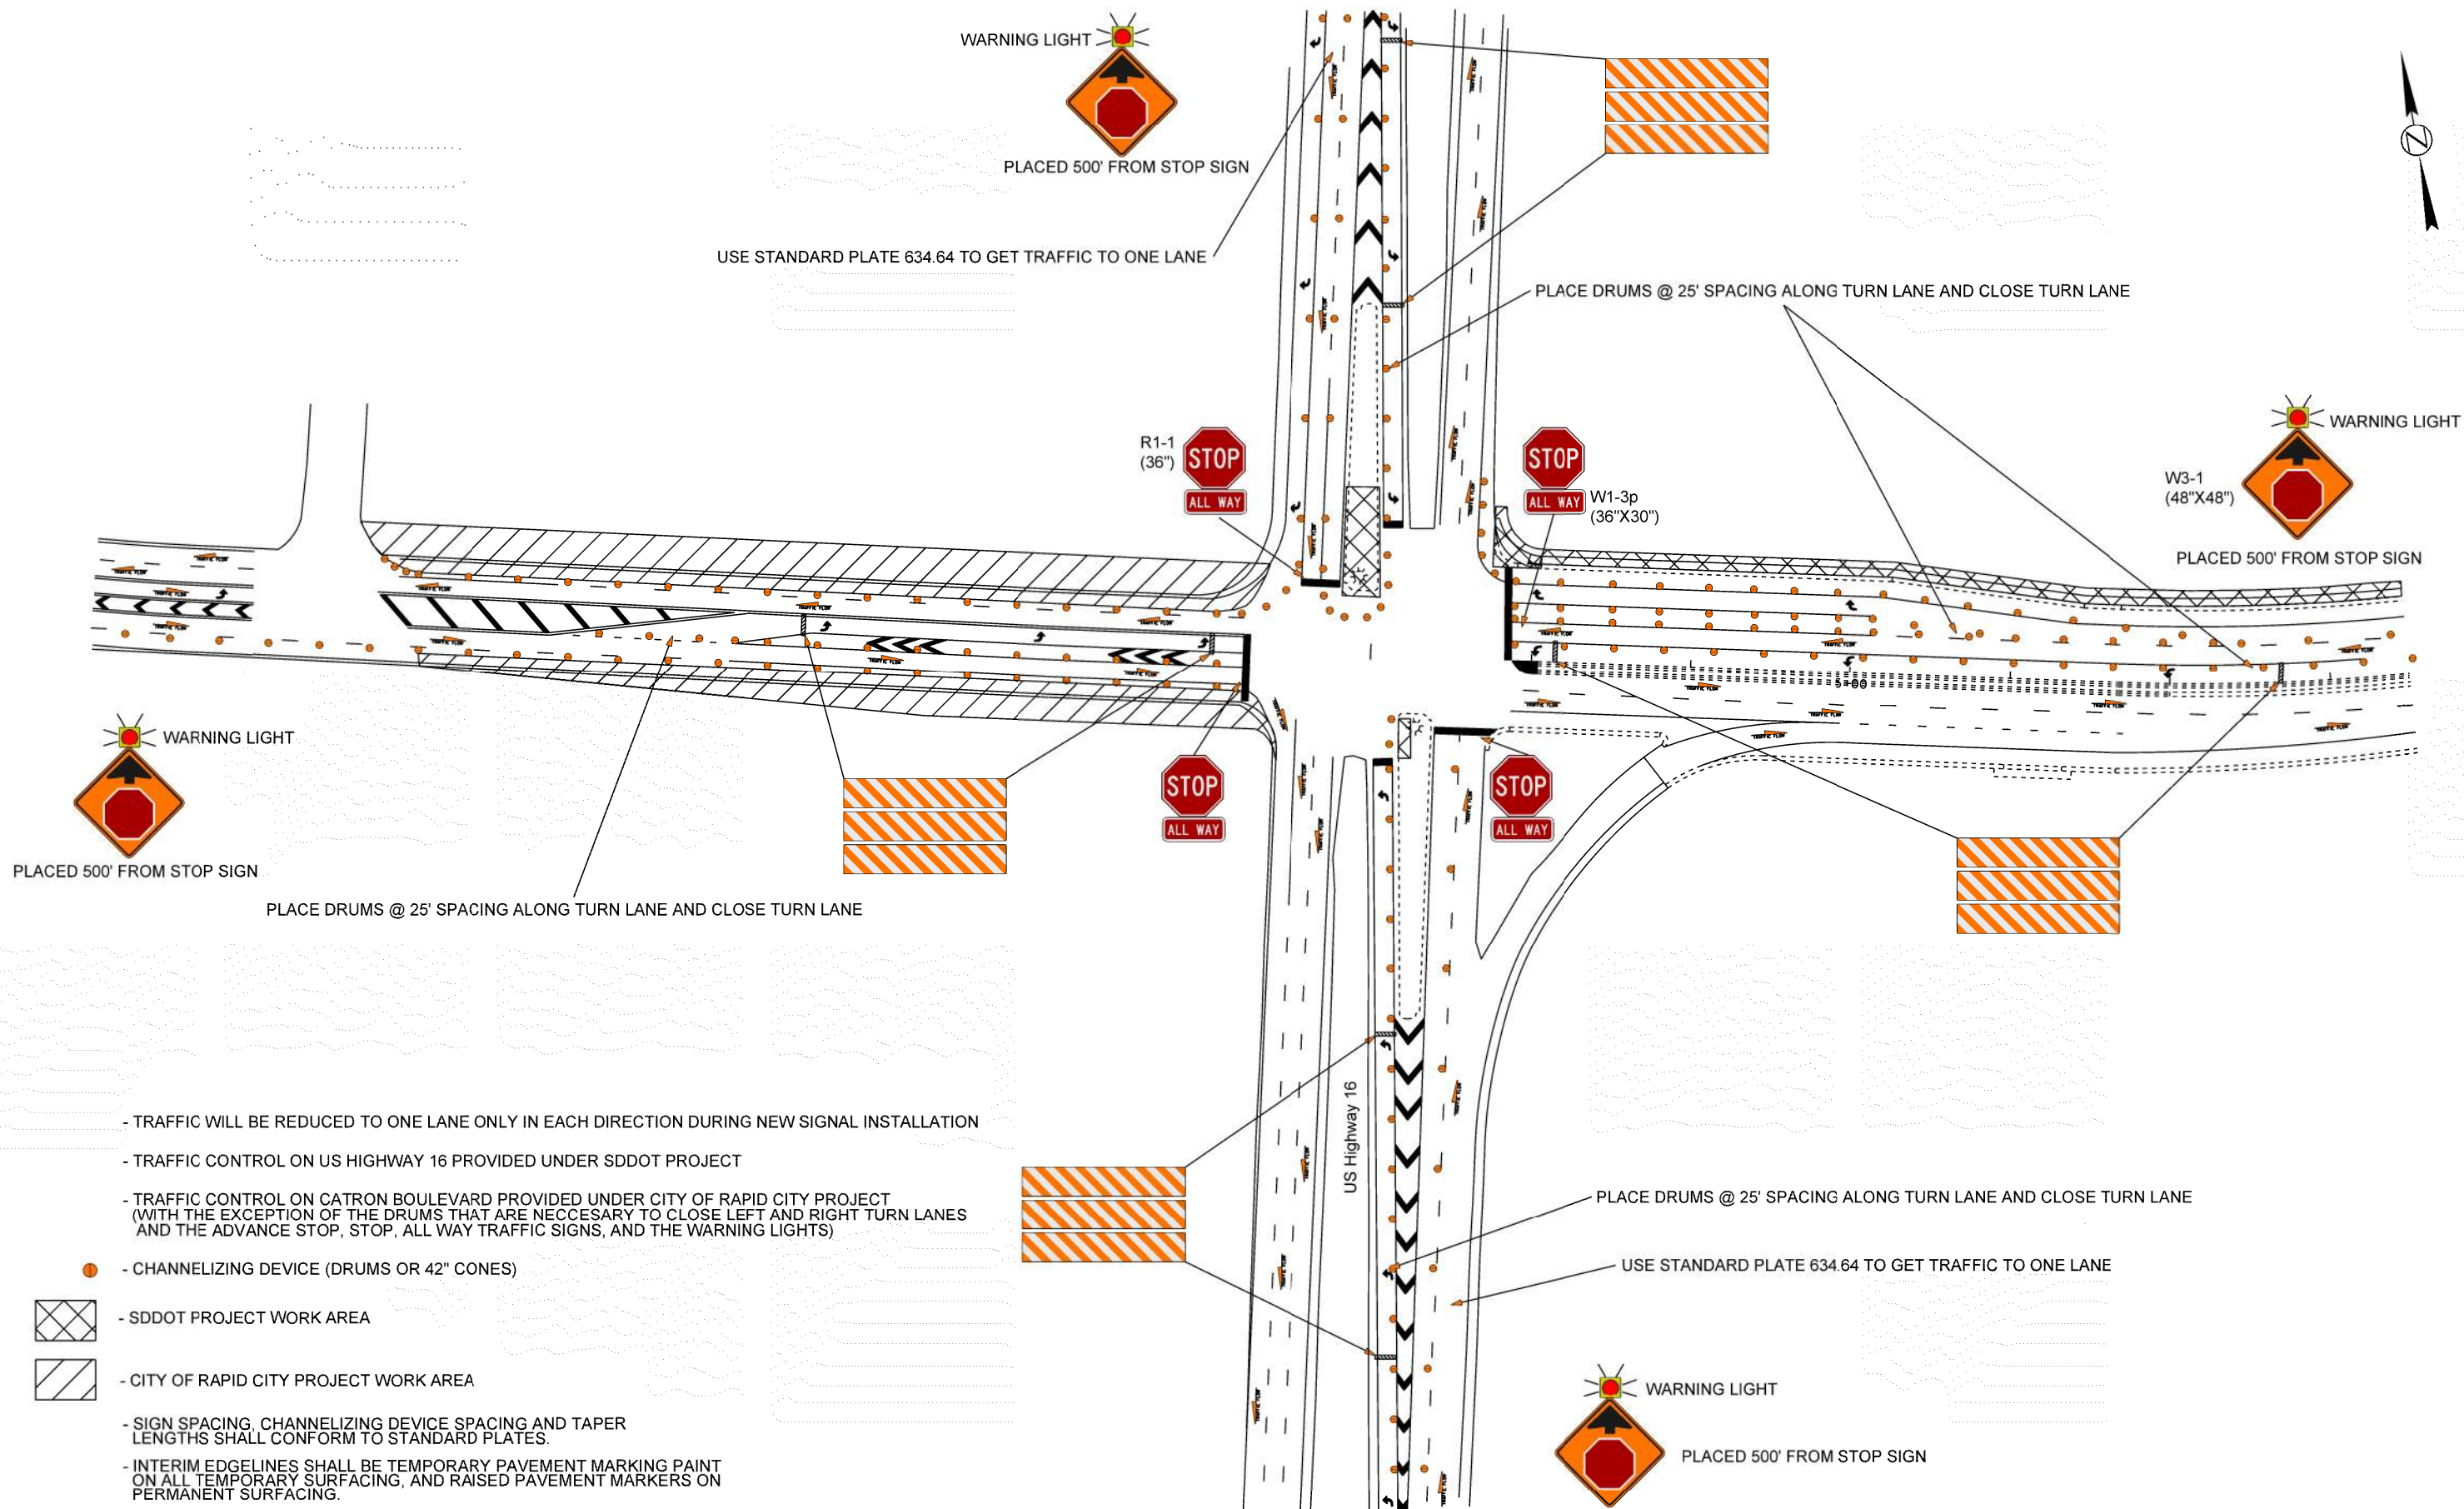 WARNING LIGHT
PLACED 500' FROM STOP SIGN
USE STANDARD PLATE 634.64 TO GET TRAFFIC TO ONE LANE
PLACE DRUMS @ 25' SPACING ALONG TURN LANE AND CLOSE TURN LANE
N
R1-1
(36")
STOP
ALL WAY
STOP
ALL WAY
W1-3p
(36"X30")
WARNING LIGHT
W3-1
(48"X48")
PLACED 500' FROM STOP SIGN
5+00
WARNING LIGHT
PLACED 500' FROM STOP SIGN
STOP
ALL WAY
STOP
ALL WAY
PLACE DRUMS @ 25' SPACING ALONG TURN LANE AND CLOSE TURN LANE
US Highway 16
PLACE DRUMS @ 25' SPACING ALONG TURN LANE AND CLOSE TURN LANE
USE STANDARD PLATE 634.64 TO GET TRAFFIC TO ONE LANE
WARNING LIGHT
PLACED 500' FROM STOP SIGN
- TRAFFIC WILL BE REDUCED TO ONE LANE ONLY IN EACH DIRECTION DURING NEW SIGNAL INSTALLATION
- TRAFFIC CONTROL ON US HIGHWAY 16 PROVIDED UNDER SDDOT PROJECT
- TRAFFIC CONTROL ON CATRON BOULEVARD PROVIDED UNDER CITY OF RAPID CITY PROJECT
(WITH THE EXCEPTION OF THE DRUMS THAT ARE NECCESARY TO CLOSE LEFT AND RIGHT TURN LANES
AND THE ADVANCE STOP, STOP, ALL WAY TRAFFIC SIGNS, AND THE WARNING LIGHTS)
- CHANNELIZING DEVICE (DRUMS OR 42" CONES)
- SDDOT PROJECT WORK AREA
- CITY OF RAPID CITY PROJECT WORK AREA
- SIGN SPACING, CHANNELIZING DEVICE SPACING AND TAPER
LENGTHS SHALL CONFORM TO STANDARD PLATES.
- INTERIM EDGELINES SHALL BE TEMPORARY PAVEMENT MARKING PAINT
ON ALL TEMPORARY SURFACING, AND RAISED PAVEMENT MARKERS ON
PERMANENT SURFACING.